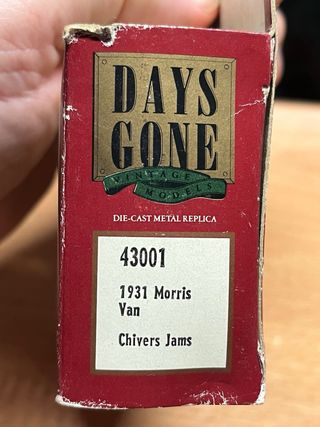 DAYS
GONE
VINTAGE
MODELS
DIE-CAST METAL REPLICA
43001
1931 Morris
Van
Chivers Jams